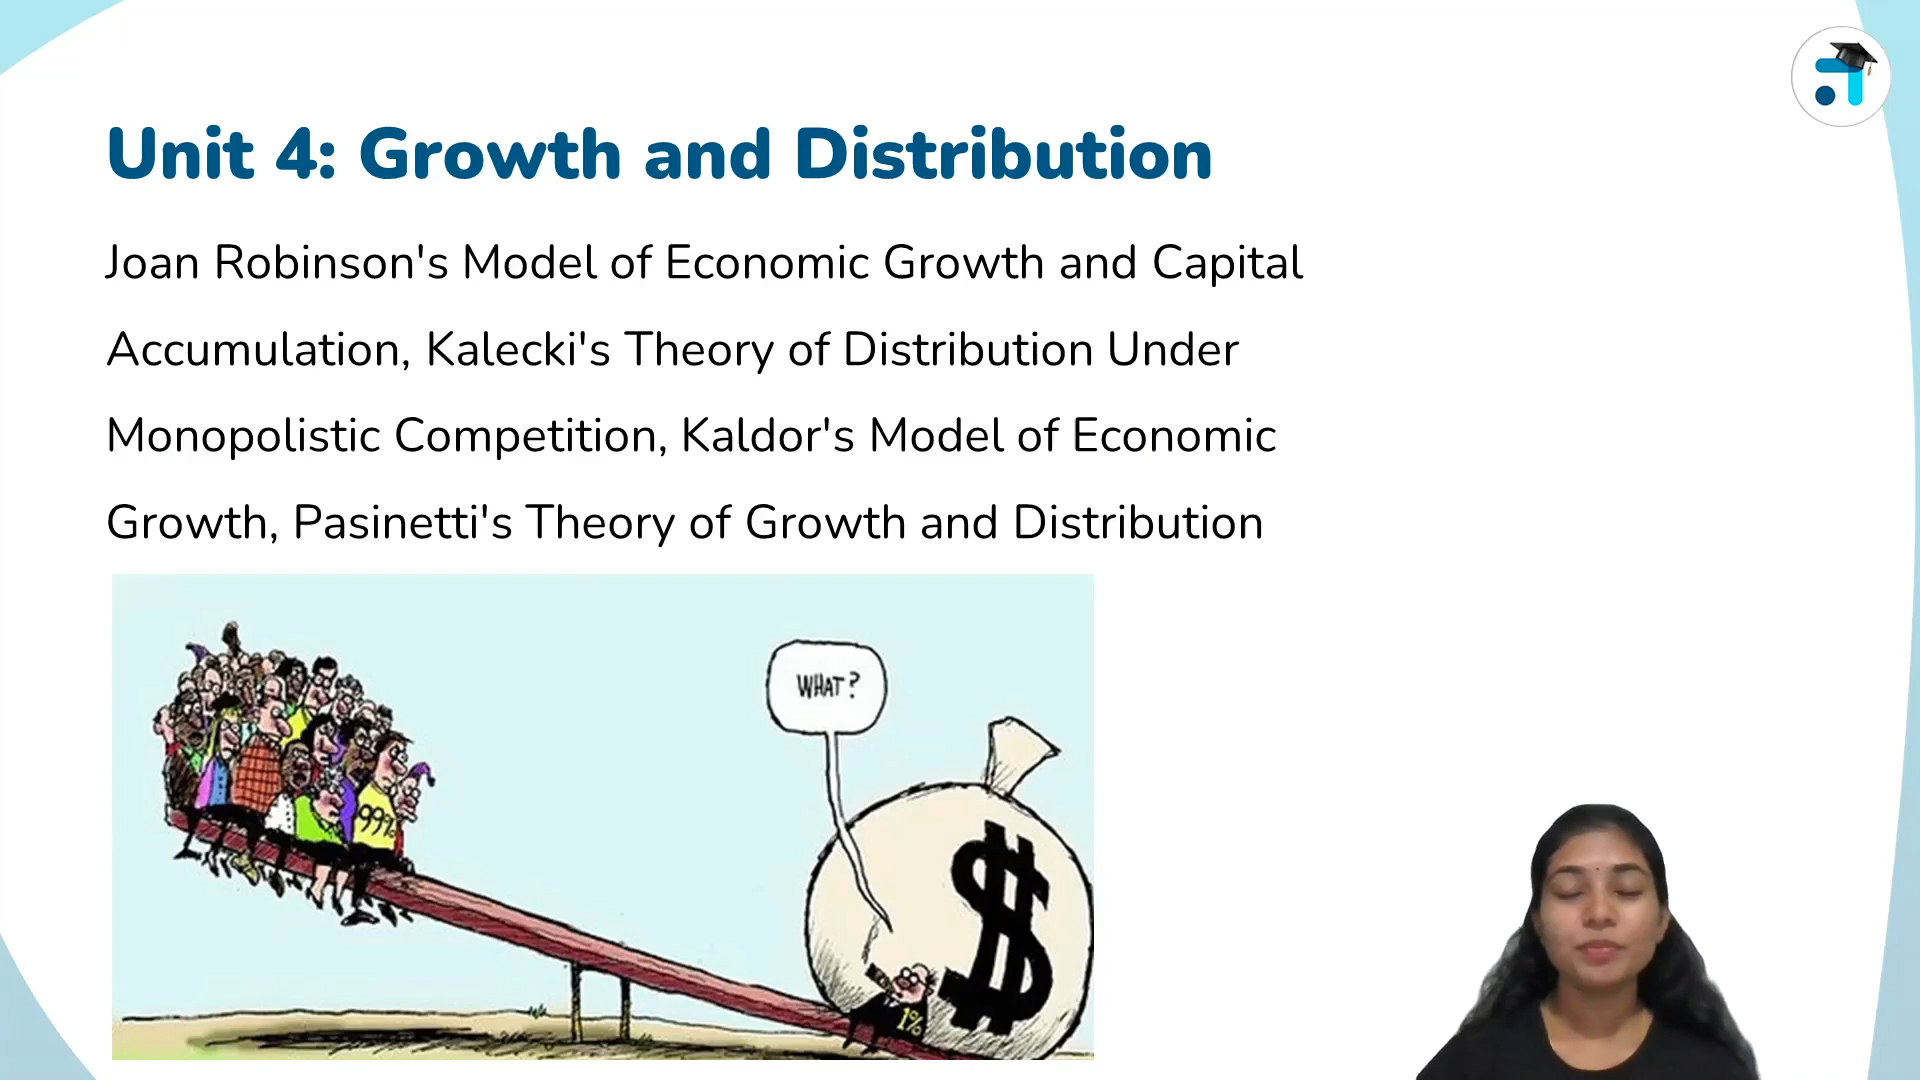 Unit 4: Growth and Distribution
Joan Robinson's Model of Economic Growth and Capital
Accumulation, Kalecki's Theory of Distribution Under
Monopolistic Competition, Kaldor's Model of Economic
Growth, Pasinetti's Theory of Growth and Distribution
WHAT?
99%
$
1%